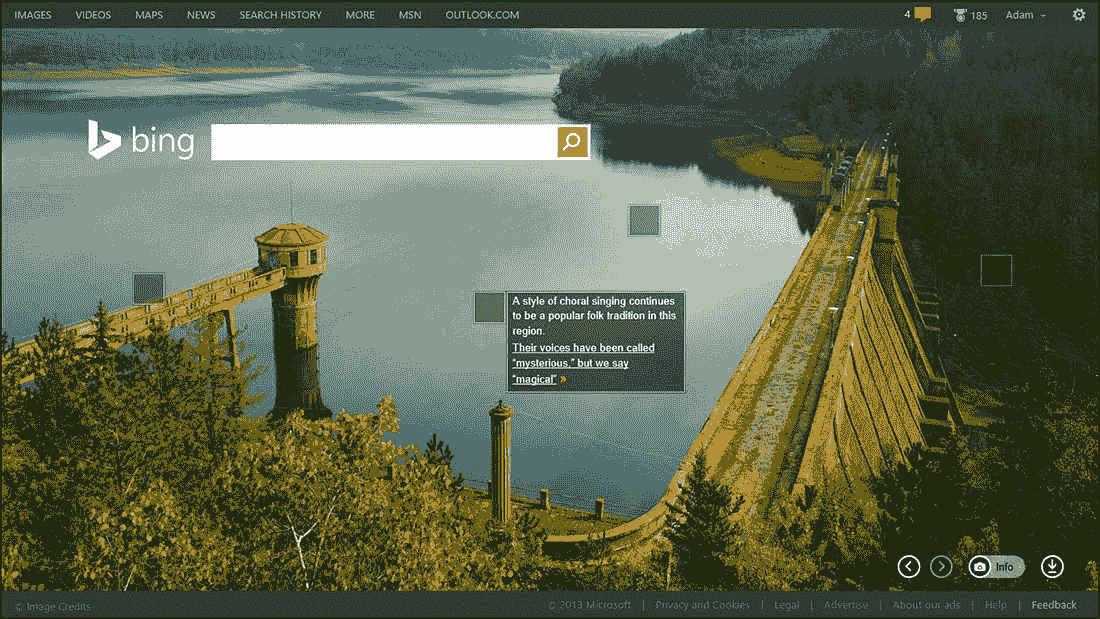 IMAGES VIDEOS MAPS NEWS SEARCH HISTORY MORE MSN OUTLOOK.COM 4 185 Adam
bing
A style of choral singing continues
to be a popular folk tradition in this
region.
Their voices have been called
"mysterious," but we say
"magical" »
Info
© Image Credits © 2013 Microsoft | Privacy and Cookies | Legal | Advertise | About our ads | Help | Feedback